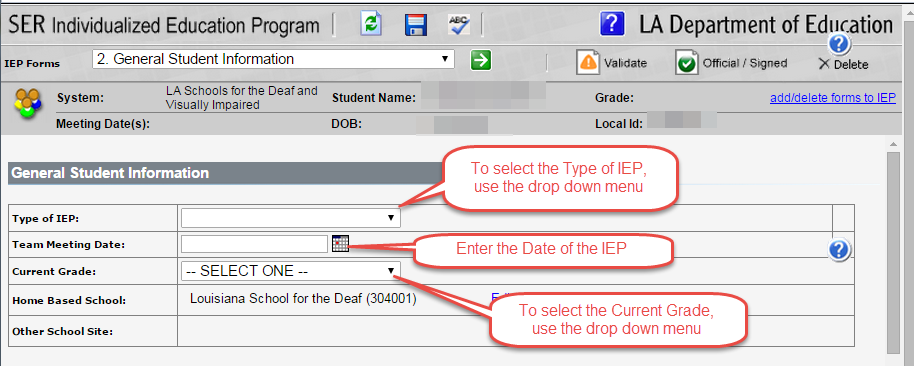 SER Individualized Education Program
ABC
LA Department of Education
IEP Forms
2. General Student Information
Validate
Official / Signed
Delete
System:
LA Schools for the Deaf and
Visually Impaired
Student Name:
Grade:
add/delete forms to IEP
Meeting Date(s):
DOB:
Local Id:
General Student Information
To select the Type of IEP,
use the drop down menu
Type of IEP:
Team Meeting Date:
Enter the Date of the IEP
Current Grade:
-- SELECT ONE --
Home Based School:
Louisiana School for the Deaf (304001)
To select the Current Grade,
use the drop down menu
Other School Site: